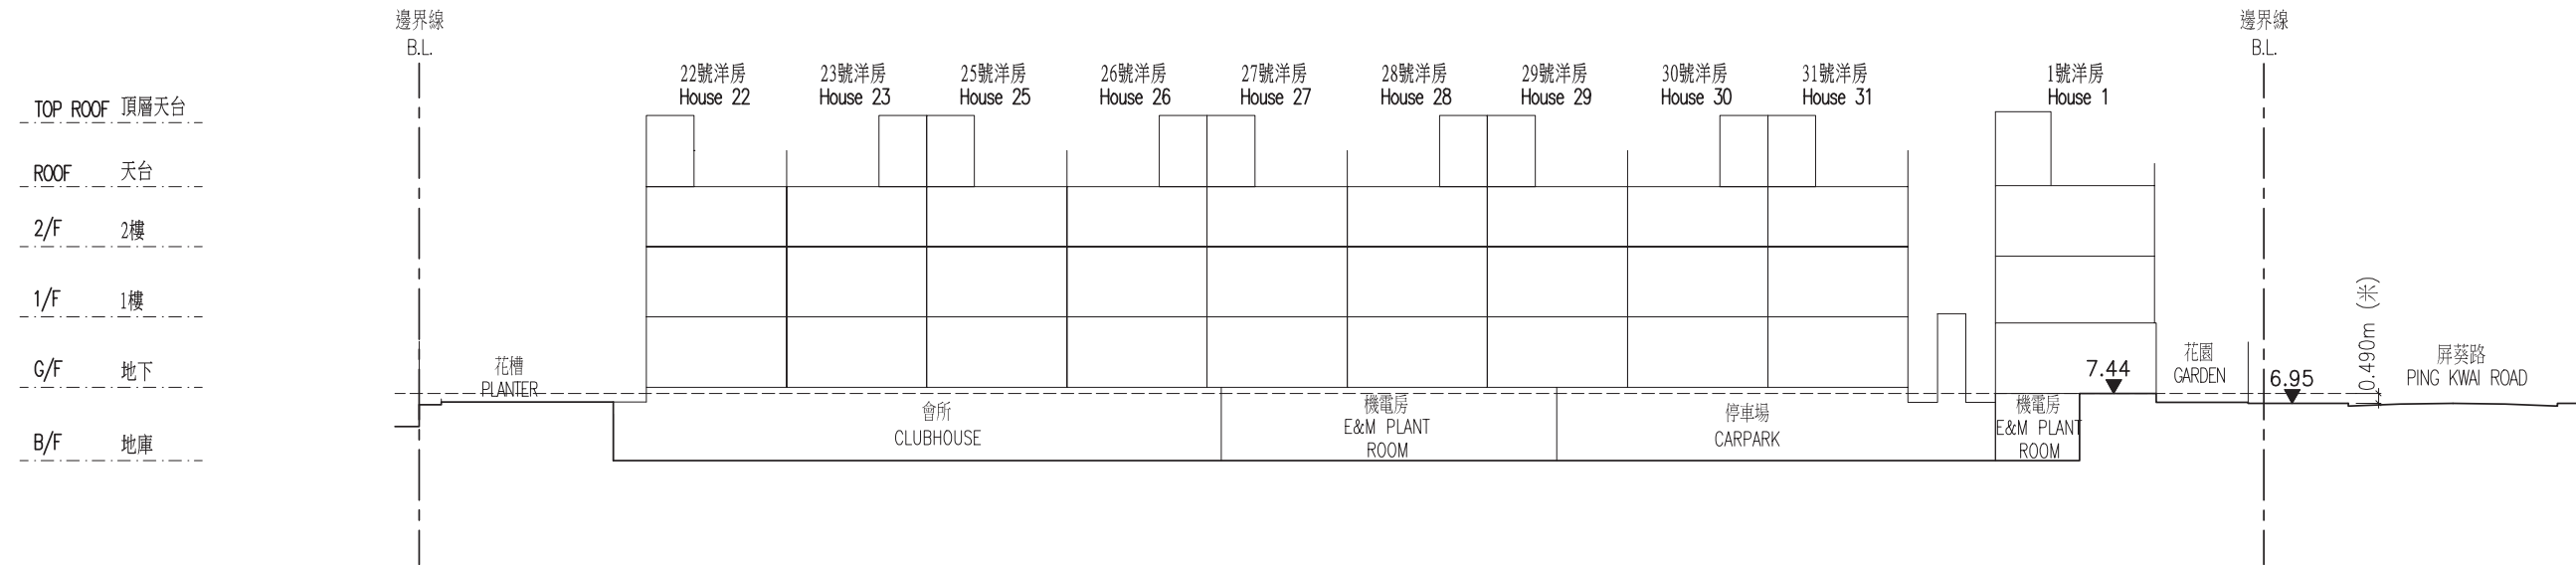 邊界線
B.L.
邊界線
B.L.
22號洋房
House 22
23號洋房
House 23
25號洋房
House 25
26號洋房
House 26
27號洋房
House 27
28號洋房
House 28
29號洋房
House 29
30號洋房
House 30
31號洋房
House 31
1號洋房
House 1
TOP ROOF 頂層天台
ROOF 天台
2/F 2樓
1/F 1樓
G/F 地下
B/F 地庫
花槽
PLANTER
會所
CLUBHOUSE
機電房
E&M PLANT
ROOM
停車場
CARPARK
機電房
E&M PLANT
ROOM
7.44
花園
GARDEN
6.95
0.490m (米)
屏葵路
PING KWAI ROAD